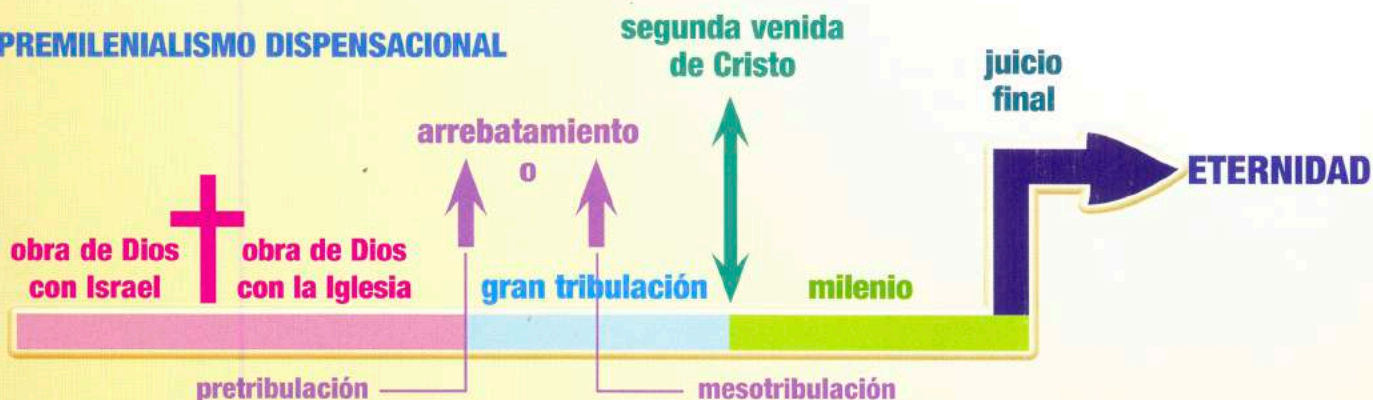 PREMILENIALISMO DISPENSACIONAL
segunda venida
de Cristo
juicio
final
arrebatamiento
o
ETERNIDAD
obra de Dios
con Israel
obra de Dios
con la Iglesia
gran tribulación
milenio
pretribulación
mesotribulación